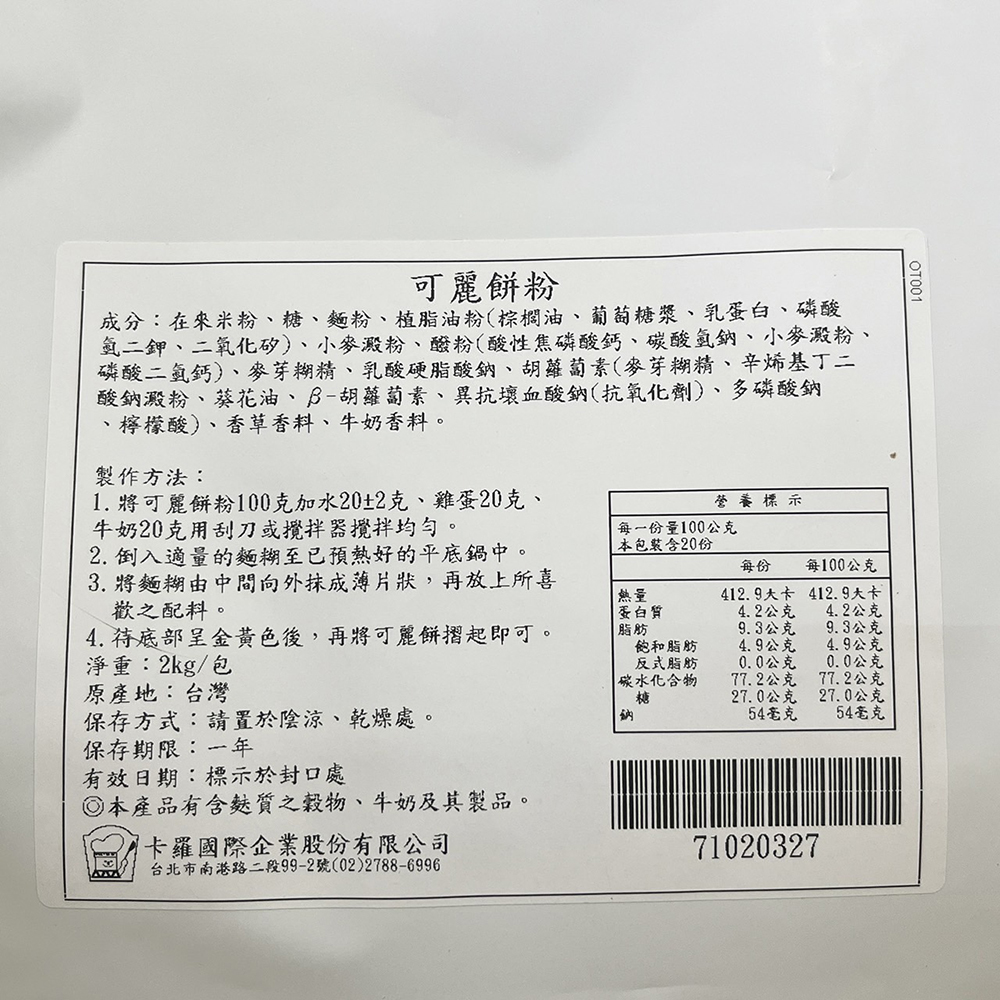 可麗餅粉
OT001
成分：在來米粉、糖、麵粉、植脂油粉(棕櫚油、葡萄糖漿、乳蛋白、磷酸
氫二鉀、二氧化矽)、小麥澱粉、醱粉(酸性焦磷酸鈣、碳酸氫鈉、小麥澱粉、
磷酸二氫鈣)、麥芽糊精、乳酸硬脂酸鈉、胡蘿蔔素(麥芽糊精、辛烯基丁二
酸鈉澱粉、葵花油、β-胡蘿蔔素、異抗壞血酸鈉(抗氧化劑)、多磷酸鈉
、檸檬酸)、香草香料、牛奶香料。
製作方法：
1. 將可麗餅粉100克加水20±2克、雞蛋20克、
牛奶20克用刮刀或攪拌器攪拌均勻。
2. 倒入適量的麵糊至已預熱好的平底鍋中。
3. 將麵糊由中間向外抹成薄片狀，再放上所喜
歡之配料。
4. 待底部呈金黃色後，再將可麗餅摺起即可。
淨重：2kg/包
原產地：台灣
保存方式：請置於陰涼、乾燥處。
保存期限：一年
有效日期：標示於封口處
◎本產品有含麩質之穀物、牛奶及其製品。
卡羅國際企業股份有限公司
台北市南港路二段99-2號(02)2788-6996
營養標示
每一份量100公克
本包裝含20份
每份 每100公克
熱量 412.9大卡 412.9大卡
蛋白質 4.2公克 4.2公克
脂肪 9.3公克 9.3公克
飽和脂肪 4.9公克 4.9公克
反式脂肪 0.0公克 0.0公克
碳水化合物 77.2公克 77.2公克
糖 27.0公克 27.0公克
鈉 54毫克 54毫克
71020327